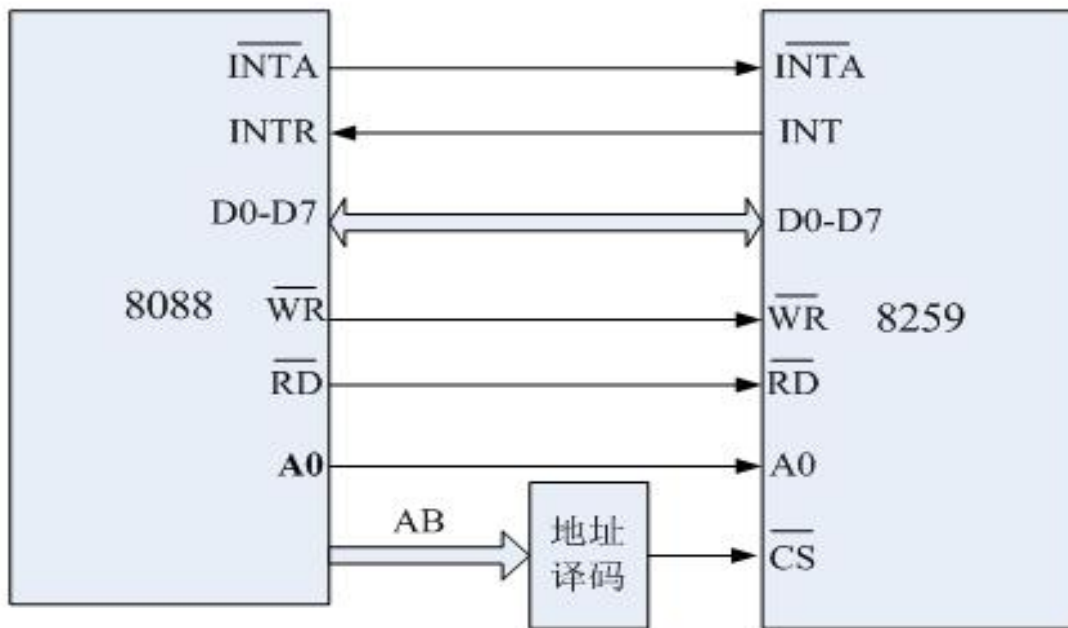 INTA INTA
INTR INT
D0-D7 D0-D7
8088 WR WR 8259
RD RD
A0 A0
AB
地址
译码
CS